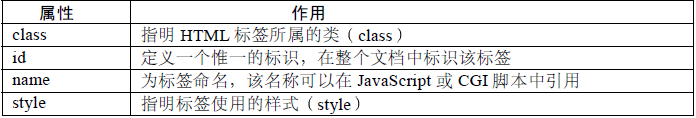 属性 作用
class 指明 HTML 标签所属的类（class）
id 定义一个惟一的标识，在整个文档中标识该标签
name 为标签命名，该名称可以在 JavaScript 或 CGI 脚本中引用
style 指明标签使用的样式（style）